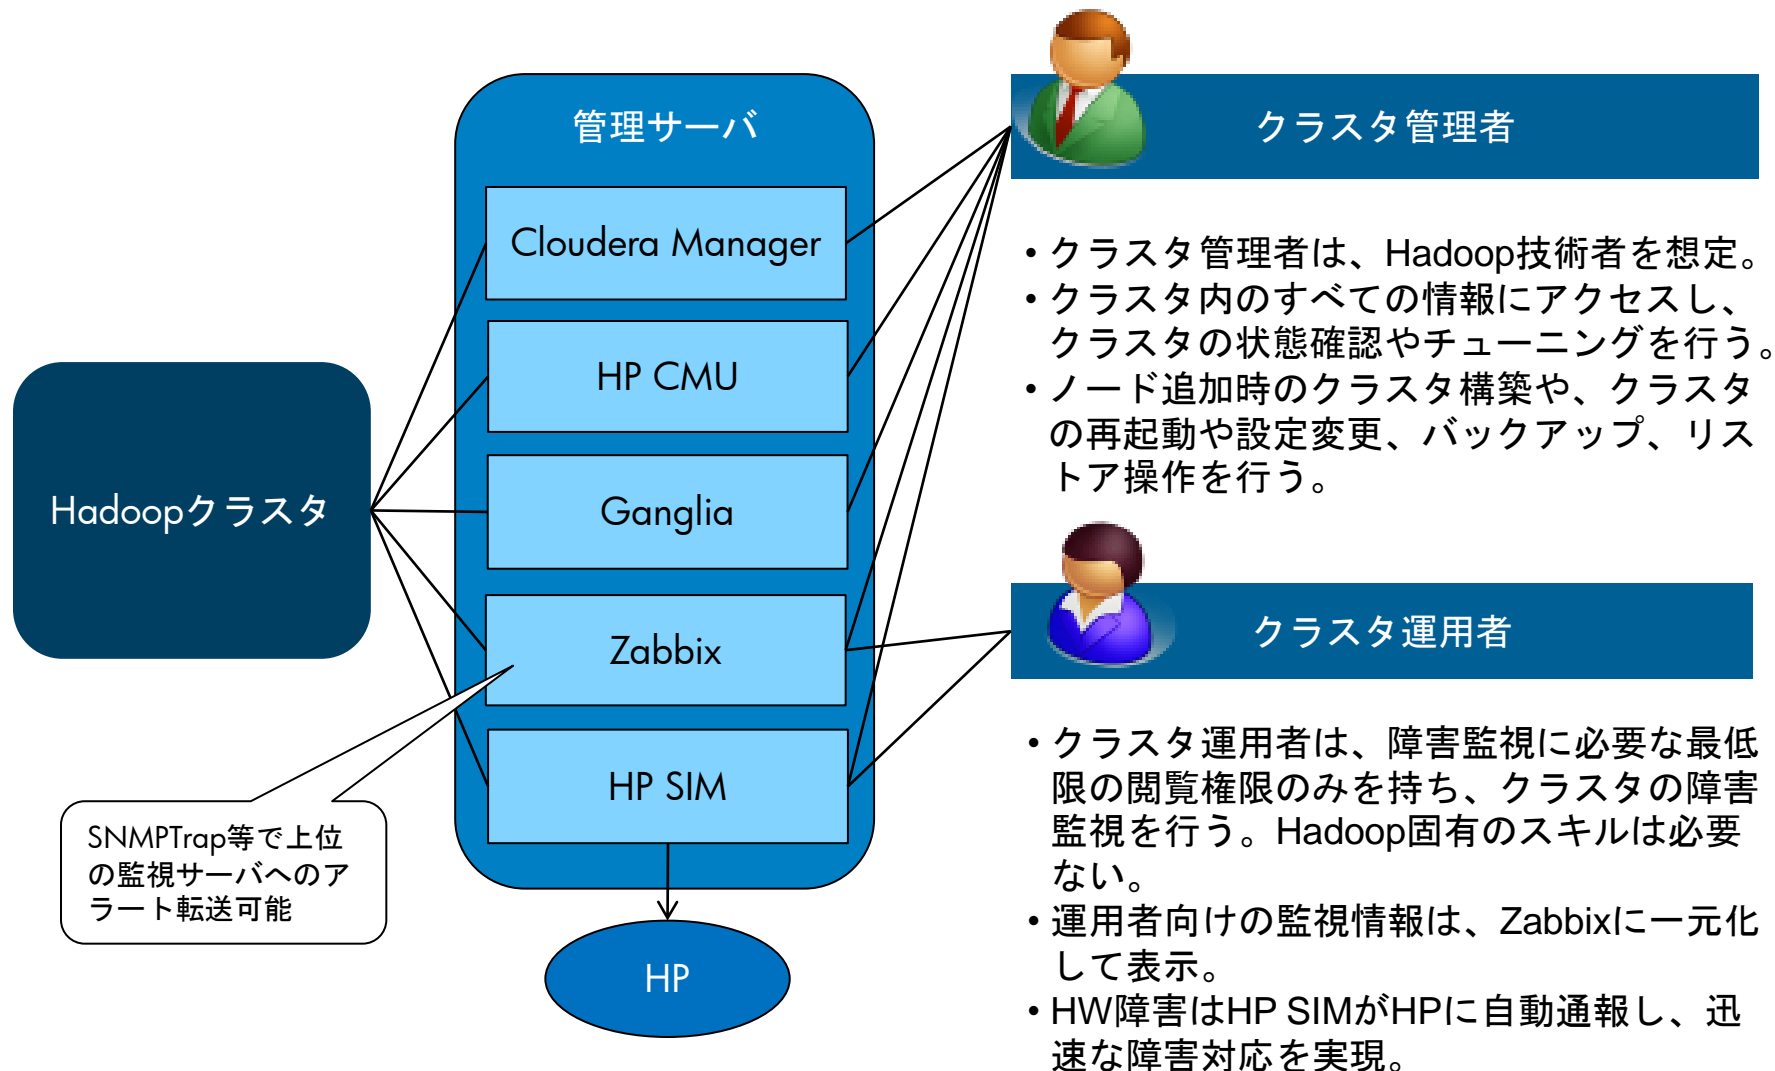 管理サーバ
Cloudera Manager
HP CMU
Ganglia
Zabbix
HP SIM
Hadoopクラスタ
SNMPTrap等で上位
の監視サーバへのア
ラート転送可能
HP
クラスタ管理者
• クラスタ管理者は、Hadoop技術者を想定。
• クラスタ内のすべての情報にアクセスし、
クラスタの状態確認やチューニングを行う。
• ノード追加時のクラスタ構築や、クラスタ
の再起動や設定変更、バックアップ、リス
トア操作を行う。
クラスタ運用者
• クラスタ運用者は、障害監視に必要な最低
限の閲覧権限のみを持ち、クラスタの障害
監視を行う。Hadoop固有のスキルは必要
ない。
• 運用者向けの監視情報は、Zabbixに一元化
して表示。
• HW障害はHP SIMがHPに自動通報し、迅
速な障害対応を実現。